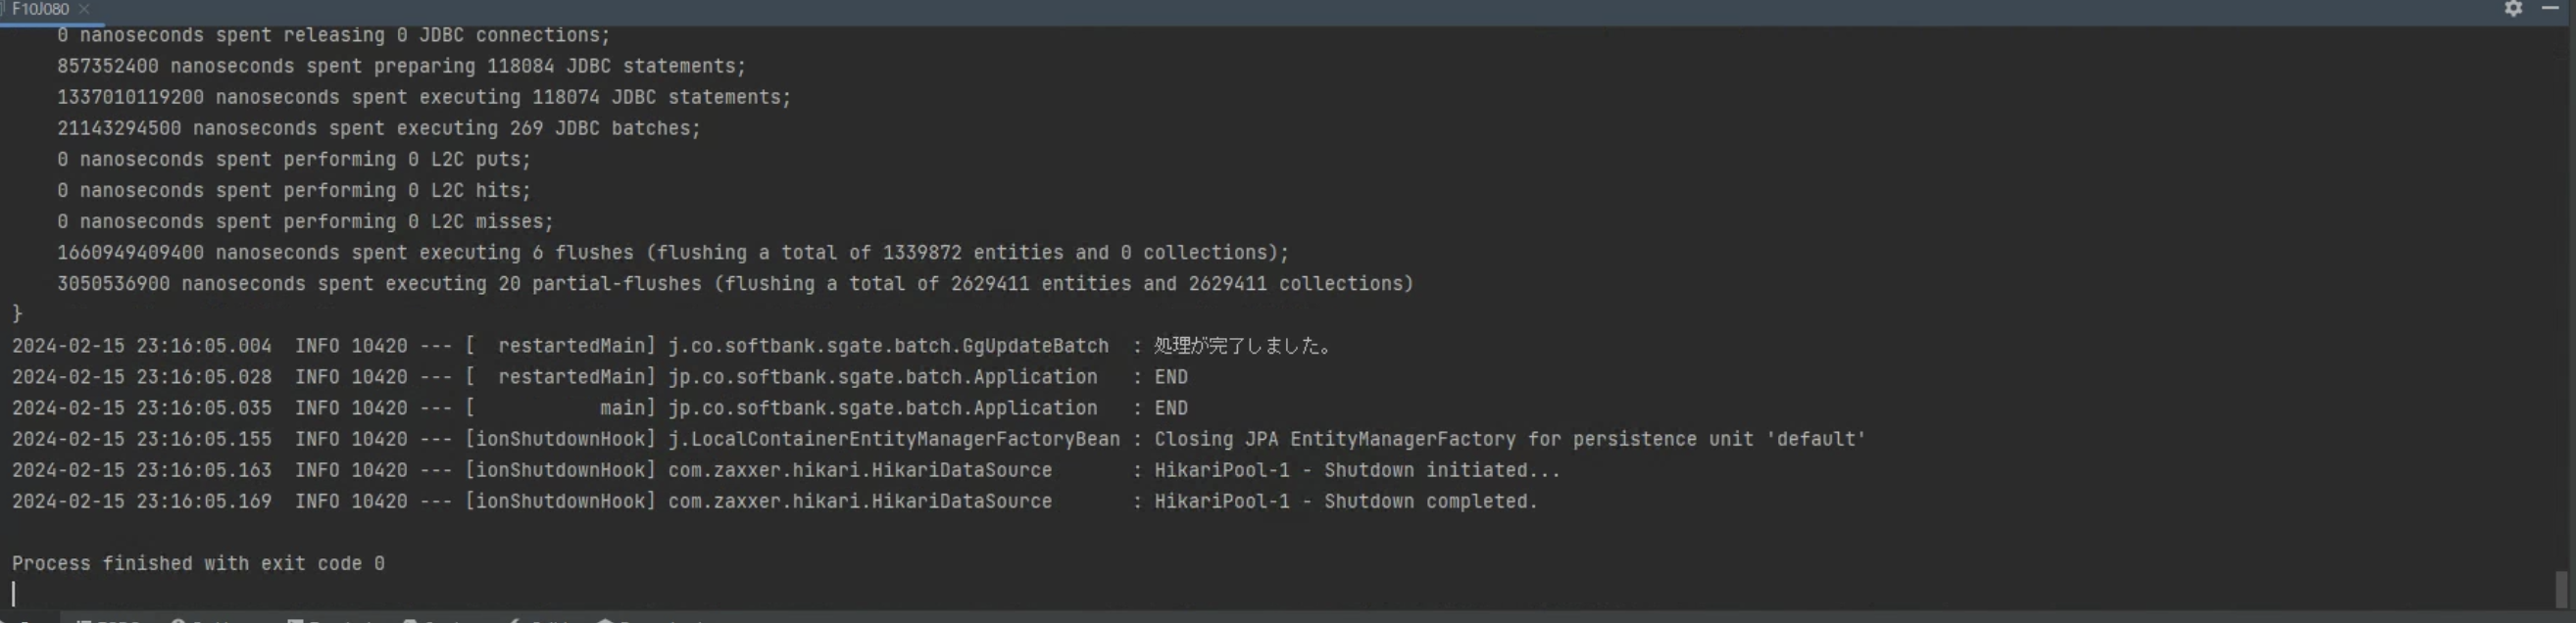 F10J080
0 nanoseconds spent releasing 0 JDBC connections;
857352400 nanoseconds spent preparing 118084 JDBC statements;
1337010119200 nanoseconds spent executing 118074 JDBC statements;
21143294500 nanoseconds spent executing 269 JDBC batches;
0 nanoseconds spent performing 0 L2C puts;
0 nanoseconds spent performing 0 L2C hits;
0 nanoseconds spent performing 0 L2C misses;
1660949409400 nanoseconds spent executing 6 flushes (flushing a total of 1339872 entities and 0 collections);
3050536900 nanoseconds spent executing 20 partial-flushes (flushing a total of 2629411 entities and 2629411 collections)
}
2024-02-15 23:16:05.004  INFO 10420 --- [  restartedMain] j.co.softbank.sgate.batch.GgUpdateBatch  : 処理が完了しました。
2024-02-15 23:16:05.028  INFO 10420 --- [  restartedMain] jp.co.softbank.sgate.batch.Application   : END
2024-02-15 23:16:05.035  INFO 10420 --- [           main] jp.co.softbank.sgate.batch.Application   : END
2024-02-15 23:16:05.155  INFO 10420 --- [ionShutdownHook] j.LocalContainerEntityManagerFactoryBean : Closing JPA EntityManagerFactory for persistence unit 'default'
2024-02-15 23:16:05.163  INFO 10420 --- [ionShutdownHook] com.zaxxer.hikari.HikariDataSource       : HikariPool-1 - Shutdown initiated...
2024-02-15 23:16:05.169  INFO 10420 --- [ionShutdownHook] com.zaxxer.hikari.HikariDataSource       : HikariPool-1 - Shutdown completed.
Process finished with exit code 0